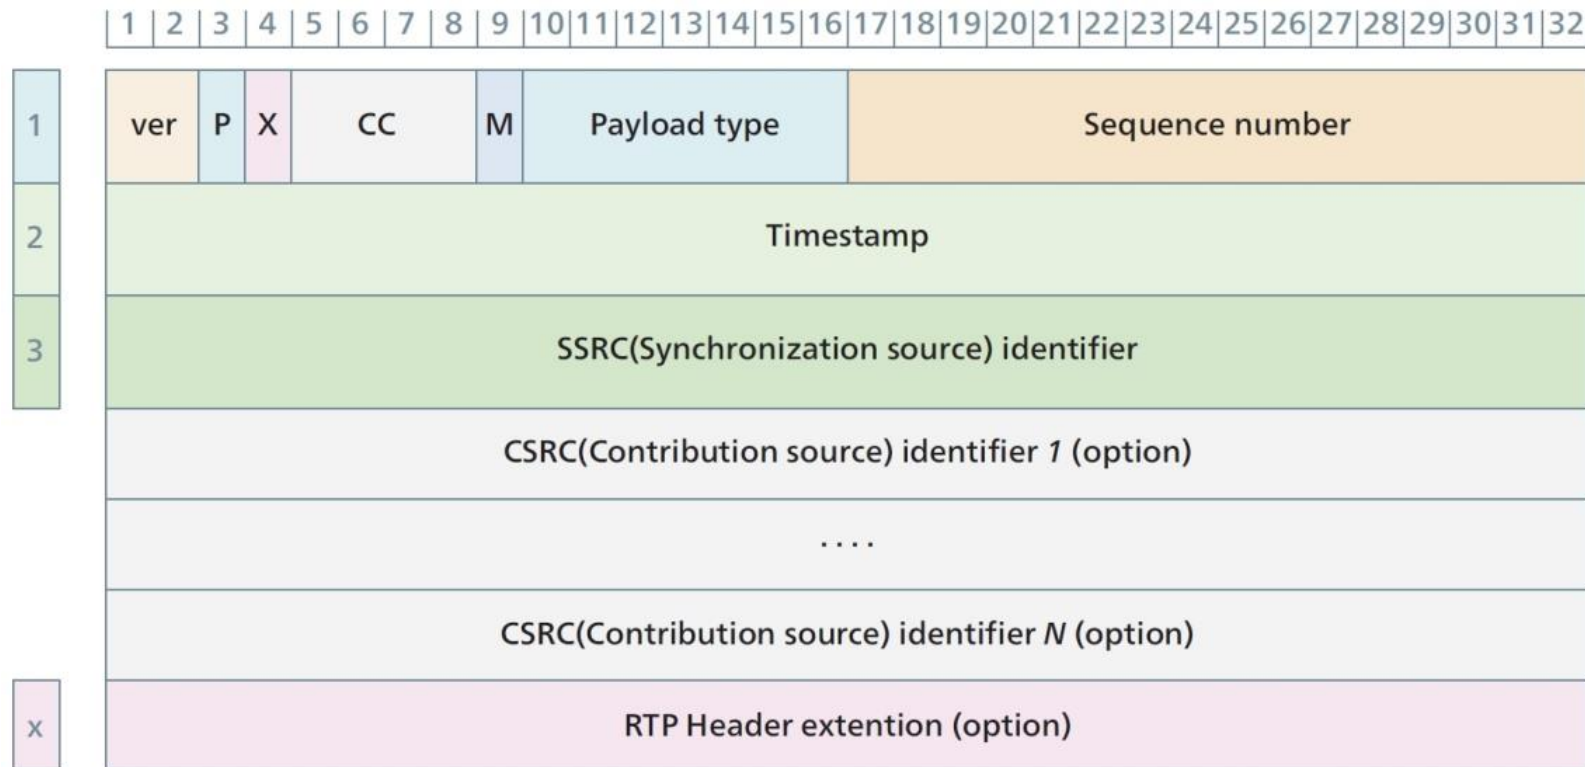 1 2 3 4 5 6 7 8 9 10 11 12 13 14 15 16 17 18 19 20 21 22 23 24 25 26 27 28 29 30 31 32
1 ver P X CC M Payload type Sequence number
2 Timestamp
3 SSRC(Synchronization source) identifier
CSRC(Contribution source) identifier 1 (option)
....
CSRC(Contribution source) identifier N (option)
x RTP Header extention (option)